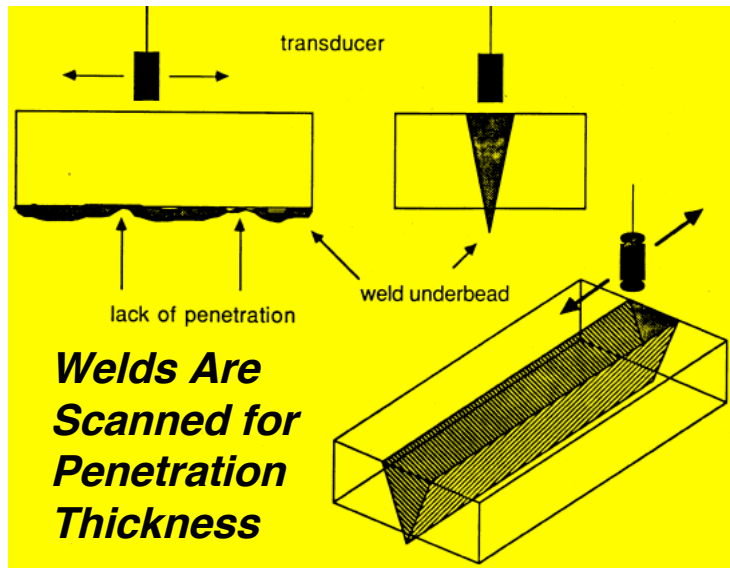 transducer
weld underbead
lack of penetration
Welds Are
Scanned for
Penetration
Thickness